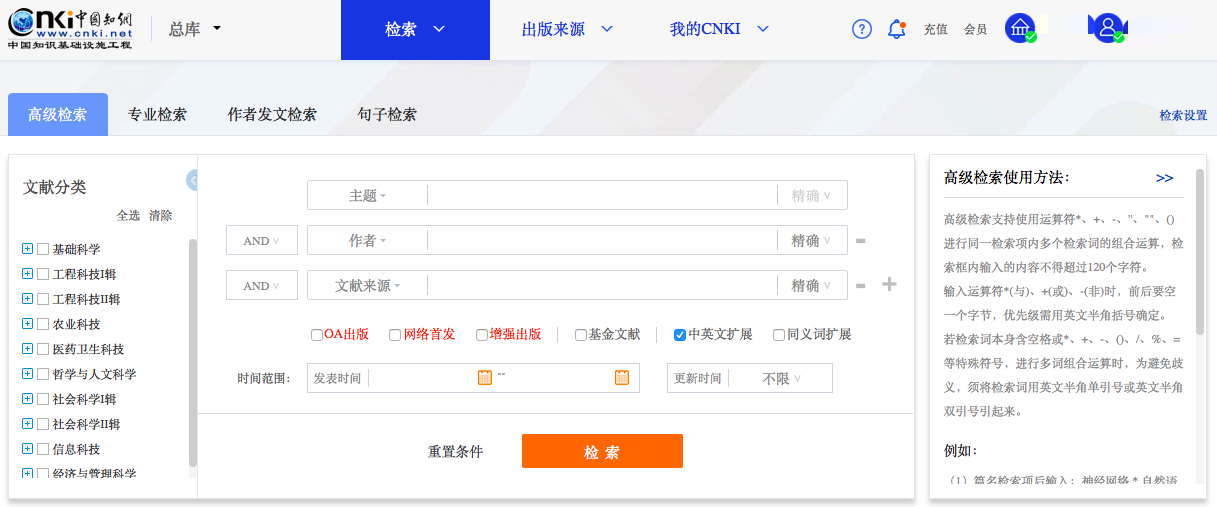 Cnki中国知网
www.cnki.net
中国知识基础设施工程
总库
检索
出版来源
我的CNKI
?
充值
会员
高级检索
专业检索
作者发文检索
句子检索
检索设置
文献分类
全选 清除
基础科学
工程科技I辑
工程科技II辑
农业科技
医药卫生科技
哲学与人文科学
社会科学I辑
社会科学II辑
信息科技
经济与管理科学
主题 精确
AND 作者 精确 -
AND 文献来源 精确 - +
OA出版 网络首发 增强出版 基金文献 中英文扩展 同义词扩展
时间范围: 发表时间 -- 更新时间 不限
重置条件
检 索
高级检索使用方法: >>
高级检索支持使用运算符*、+、-、''、""、()
进行同一检索项内多个检索词的组合运算，检
索框内输入的内容不得超过120个字符。
输入运算符*(与)、+(或)、-(非)时，前后要空
一个字节，优先级需用英文半角括号确定。
若检索词本身含空格或*、+、-、()、/、%、=
等特殊符号，进行多词组合运算时，为避免歧
义，须将检索词用英文半角单引号或英文半角
双引号引起来。
例如:
（1）篇名检索项后输入：神经网络 * 自然语